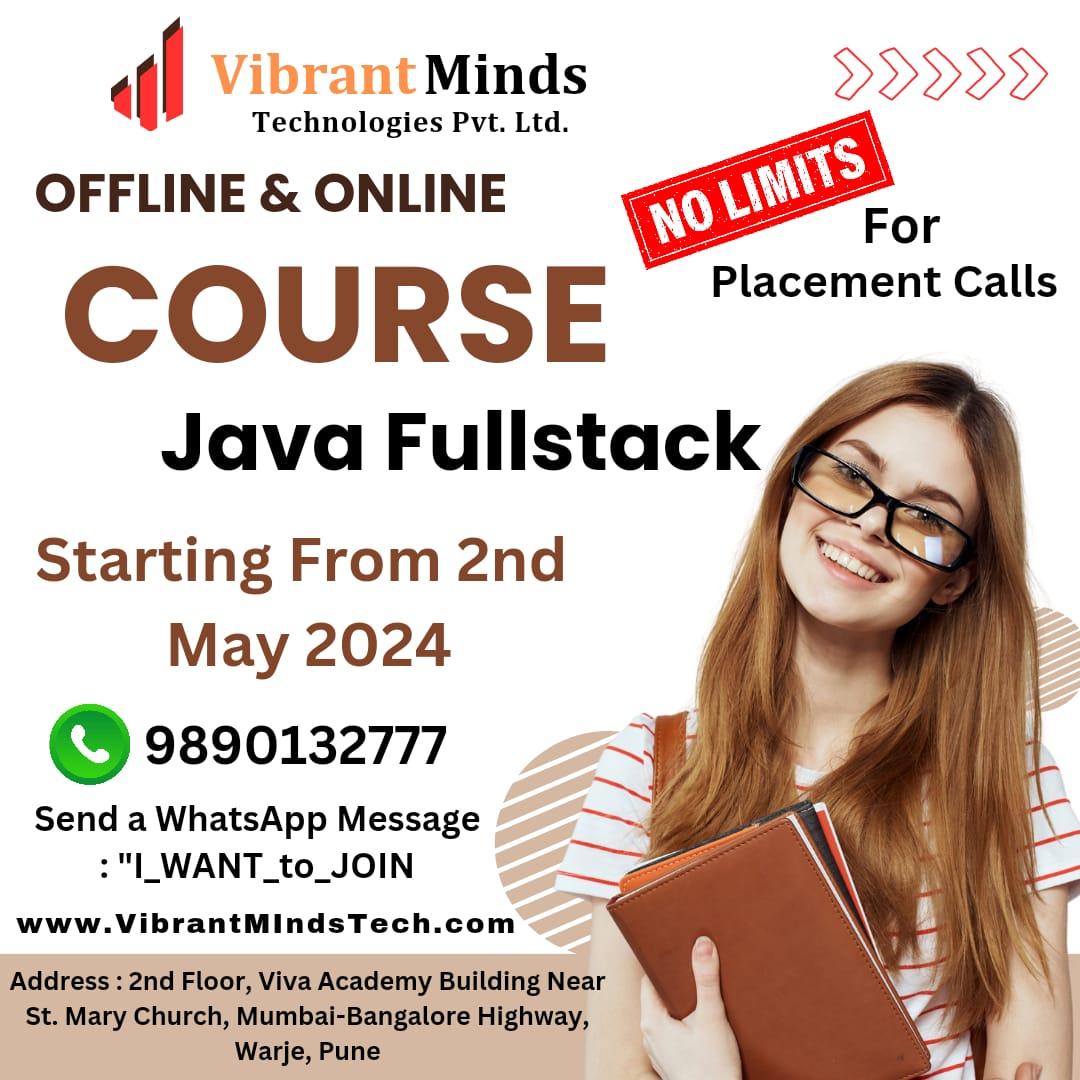 Vibrant Minds
Technologies Pvt. Ltd.
OFFLINE & ONLINE
NO LIMITS
For
Placement Calls
COURSE
Java Fullstack
Starting From 2nd
May 2024
9890132777
Send a WhatsApp Message
: "I_WANT_to_JOIN
www.VibrantMIndsTech.com
Address : 2nd Floor, Viva Academy Building Near
St. Mary Church, Mumbai-Bangalore Highway,
Warje, Pune